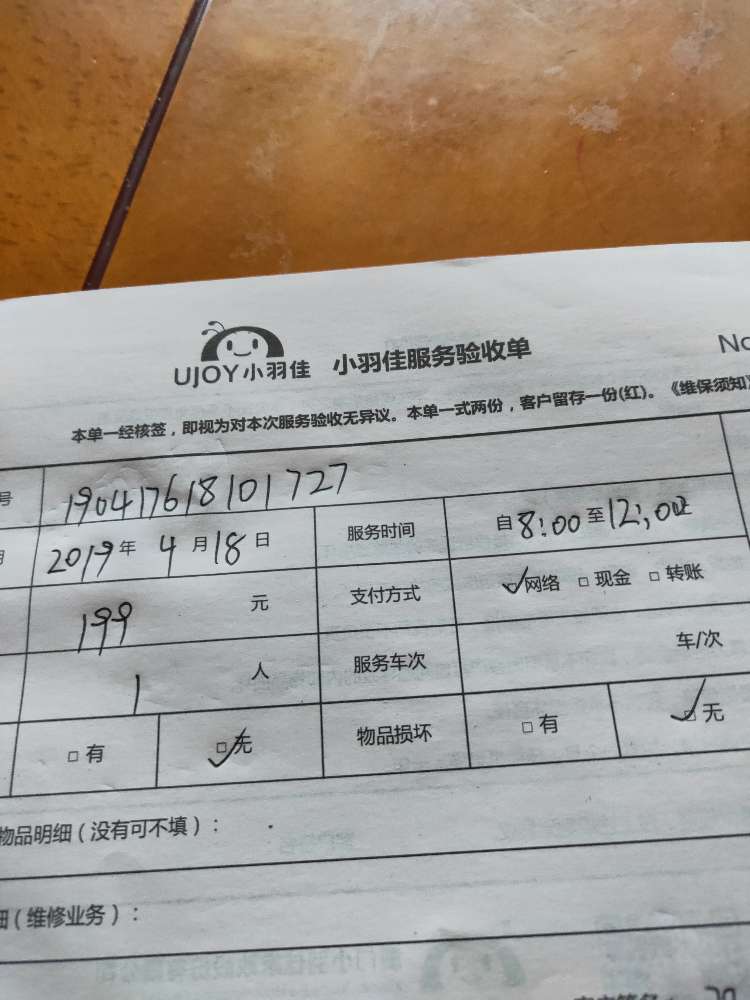 UJOY小羽佳 小羽佳服务验收单 No
本单一经核签，即视为对本次服务验收无异议。本单一式两份，客户留存一份(红)。《维保须知》
号 190417618101727
2019年 4月18日 服务时间 自8:00至12:00止
199 元 支付方式 ☑网络 □现金 □转账
1 人 服务车次 车/次
□有 ☑无 物品损坏 □有 ☑无
物品明细（没有可不填）：
细（维修业务）：